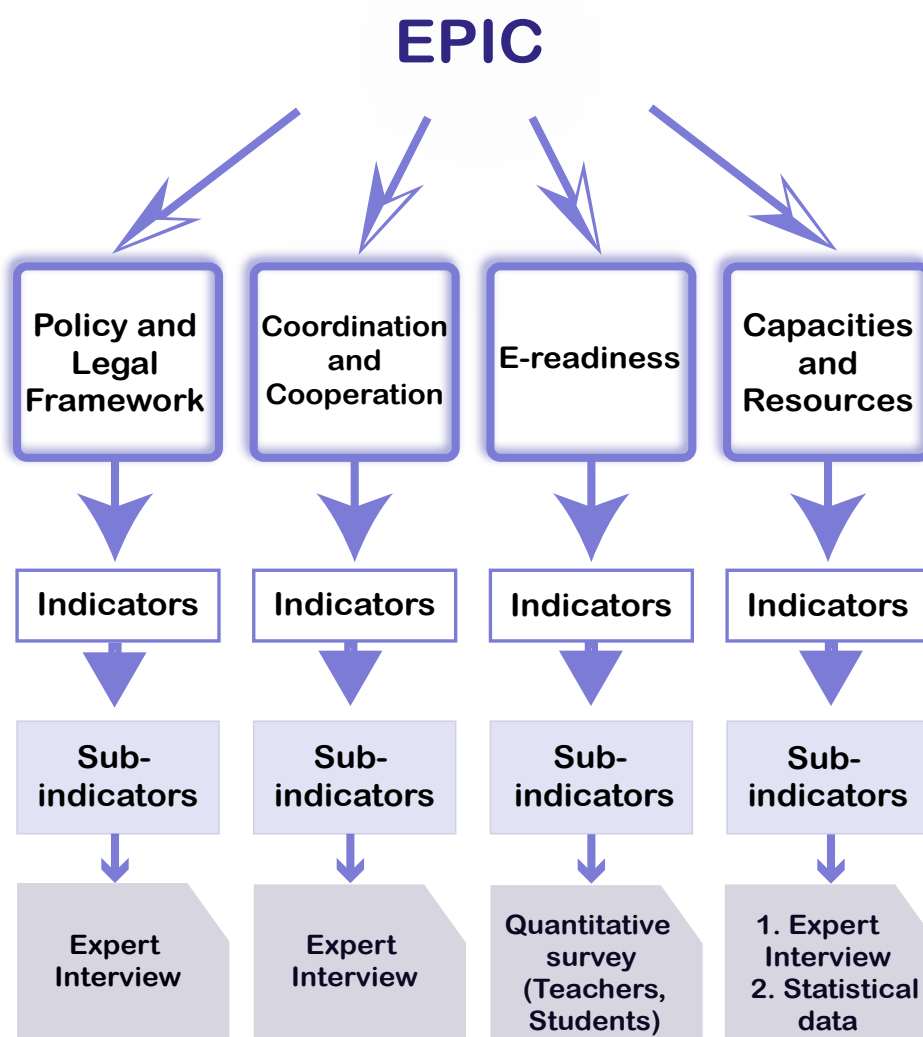 EPIC
Policy and
Legal
Framework
Coordination
and
Cooperation
E-readiness
Capacities
and
Resources
Indicators
Indicators
Indicators
Indicators
Sub-
indicators
Sub-
indicators
Sub-
indicators
Sub-
indicators
Expert
Interview
Expert
Interview
Quantitative
survey
(Teachers,
Students)
1. Expert
Interview
2. Statistical
data